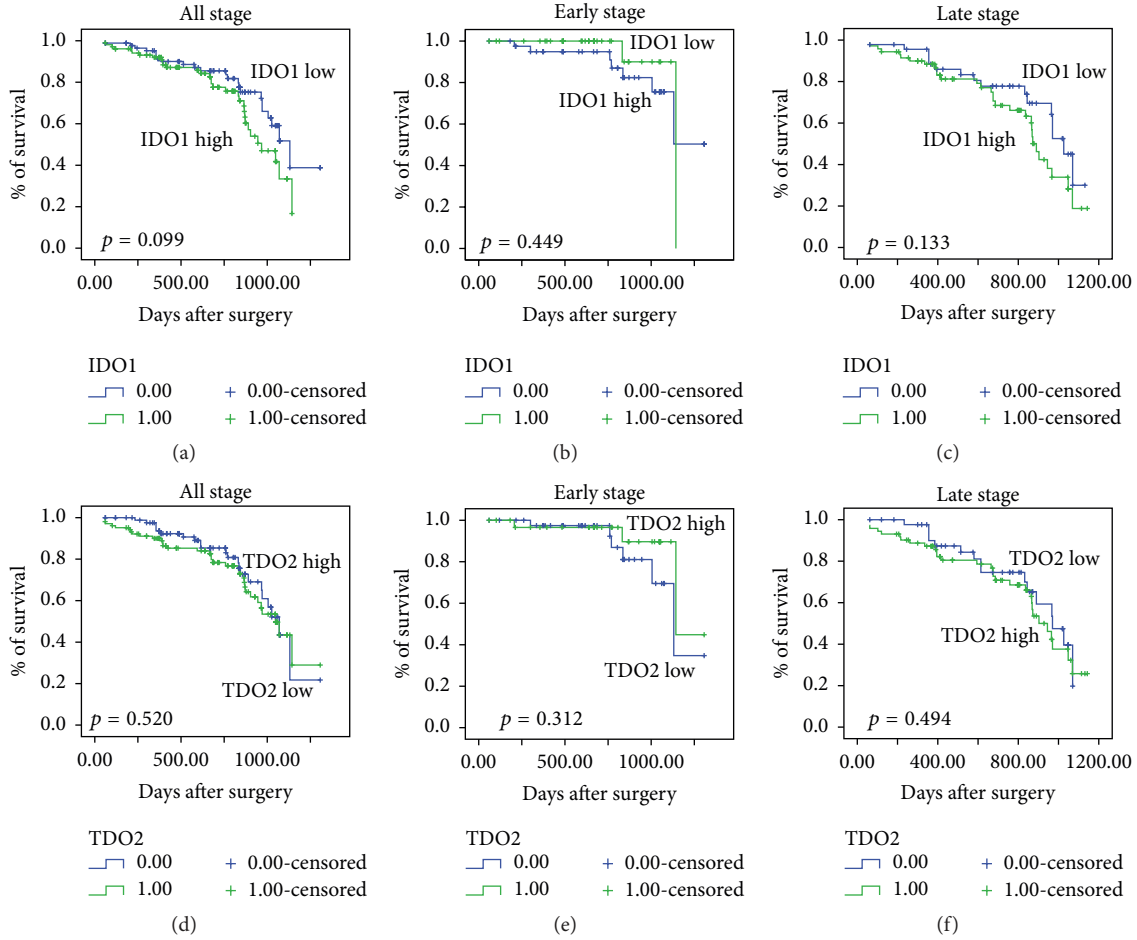 All stage
1.0
0.8
0.6
0.4
0.2
0.0
% of survival
IDO1 low
IDO1 high
p = 0.099
0.00 500.00 1000.00
Days after surgery
IDO1
0.00 0.00-censored
1.00 1.00-censored
(a)
Early stage
1.0
0.8
0.6
0.4
0.2
0.0
% of survival
IDO1 low
IDO1 high
p = 0.449
0.00 500.00 1000.00
Days after surgery
IDO1
0.00 0.00-censored
1.00 1.00-censored
(b)
Late stage
1.0
0.8
0.6
0.4
0.2
0.0
% of survival
IDO1 low
IDO1 high
p = 0.133
0.00 400.00 800.00 1200.00
Days after surgery
IDO1
0.00 0.00-censored
1.00 1.00-censored
(c)
All stage
1.0
0.8
0.6
0.4
0.2
0.0
% of survival
TDO2 high
TDO2 low
p = 0.520
0.00 500.00 1000.00
Days after surgery
TDO2
0.00 0.00-censored
1.00 1.00-censored
(d)
Early stage
1.0
0.8
0.6
0.4
0.2
0.0
% of survival
TDO2 high
TDO2 low
p = 0.312
0.00 500.00 1000.00
Days after surgery
TDO2
0.00 0.00-censored
1.00 1.00-censored
(e)
Late stage
1.0
0.8
0.6
0.4
0.2
0.0
% of survival
TDO2 low
TDO2 high
p = 0.494
0.00 400.00 800.00 1200.00
Days after surgery
TDO2
0.00 0.00-censored
1.00 1.00-censored
(f)